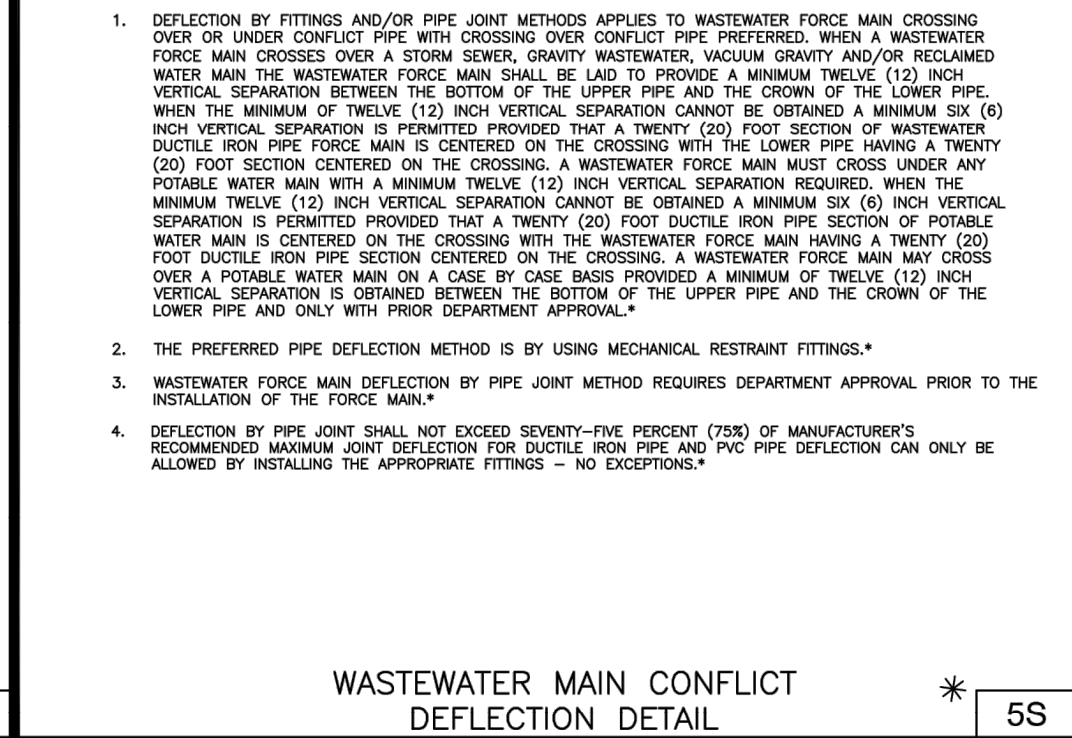 1. DEFLECTION BY FITTINGS AND/OR PIPE JOINT METHODS APPLIES TO WASTEWATER FORCE MAIN CROSSING
OVER OR UNDER CONFLICT PIPE WITH CROSSING OVER CONFLICT PIPE PREFERRED. WHEN A WASTEWATER
FORCE MAIN CROSSES OVER A STORM SEWER, GRAVITY WASTEWATER, VACUUM GRAVITY AND/OR RECLAIMED
WATER MAIN THE WASTEWATER FORCE MAIN SHALL BE LAID TO PROVIDE A MINIMUM TWELVE (12) INCH
VERTICAL SEPARATION BETWEEN THE BOTTOM OF THE UPPER PIPE AND THE CROWN OF THE LOWER PIPE.
WHEN THE MINIMUM OF TWELVE (12) INCH VERTICAL SEPARATION CANNOT BE OBTAINED A MINIMUM SIX (6)
INCH VERTICAL SEPARATION IS PERMITTED PROVIDED THAT A TWENTY (20) FOOT SECTION OF WASTEWATER
DUCTILE IRON PIPE FORCE MAIN IS CENTERED ON THE CROSSING WITH THE LOWER PIPE HAVING A TWENTY
(20) FOOT SECTION CENTERED ON THE CROSSING. A WASTEWATER FORCE MAIN MUST CROSS UNDER ANY
POTABLE WATER MAIN WITH A MINIMUM TWELVE (12) INCH VERTICAL SEPARATION REQUIRED. WHEN THE
MINIMUM TWELVE (12) INCH VERTICAL SEPARATION CANNOT BE OBTAINED A MINIMUM SIX (6) INCH VERTICAL
SEPARATION IS PERMITTED PROVIDED THAT A TWENTY (20) FOOT DUCTILE IRON PIPE SECTION OF POTABLE
WATER MAIN IS CENTERED ON THE CROSSING WITH THE WASTEWATER FORCE MAIN HAVING A TWENTY (20)
FOOT DUCTILE IRON PIPE SECTION CENTERED ON THE CROSSING. A WASTEWATER FORCE MAIN MAY CROSS
OVER A POTABLE WATER MAIN ON A CASE BY CASE BASIS PROVIDED A MINIMUM OF TWELVE (12) INCH
VERTICAL SEPARATION IS OBTAINED BETWEEN THE BOTTOM OF THE UPPER PIPE AND THE CROWN OF THE
LOWER PIPE AND ONLY WITH PRIOR DEPARTMENT APPROVAL.*
2. THE PREFERRED PIPE DEFLECTION METHOD IS BY USING MECHANICAL RESTRAINT FITTINGS.*
3. WASTEWATER FORCE MAIN DEFLECTION BY PIPE JOINT METHOD REQUIRES DEPARTMENT APPROVAL PRIOR TO THE
INSTALLATION OF THE FORCE MAIN.*
4. DEFLECTION BY PIPE JOINT SHALL NOT EXCEED SEVENTY-FIVE PERCENT (75%) OF MANUFACTURER'S
RECOMMENDED MAXIMUM JOINT DEFLECTION FOR DUCTILE IRON PIPE AND PVC PIPE DEFLECTION CAN ONLY BE
ALLOWED BY INSTALLING THE APPROPRIATE FITTINGS – NO EXCEPTIONS.*
WASTEWATER MAIN CONFLICT
DEFLECTION DETAIL
* 5S